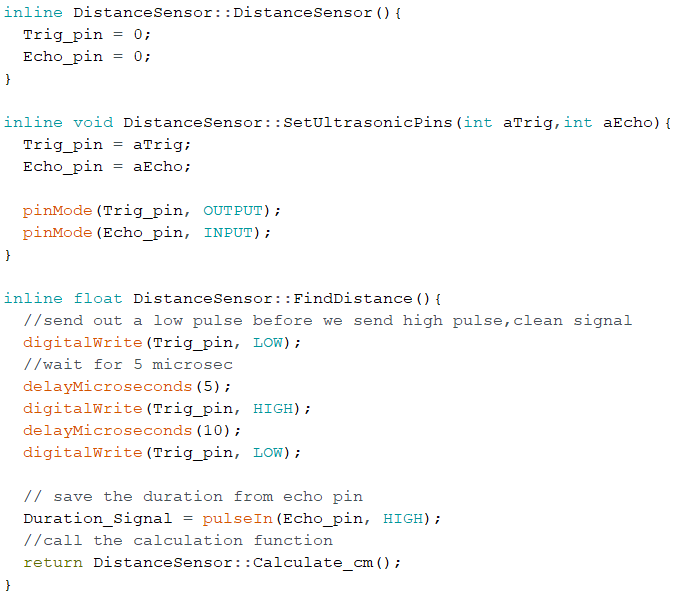 inline DistanceSensor::DistanceSensor(){
  Trig_pin = 0;
  Echo_pin = 0;
}

inline void DistanceSensor::SetUltrasonicPins(int aTrig,int aEcho){
  Trig_pin = aTrig;
  Echo_pin = aEcho;

  pinMode(Trig_pin, OUTPUT);
  pinMode(Echo_pin, INPUT);
}

inline float DistanceSensor::FindDistance(){
  //send out a low pulse before we send high pulse,clean signal
  digitalWrite(Trig_pin, LOW);
  //wait for 5 microsec
  delayMicroseconds(5);
  digitalWrite(Trig_pin, HIGH);
  delayMicroseconds(10);
  digitalWrite(Trig_pin, LOW);

  // save the duration from echo pin
  Duration_Signal = pulseIn(Echo_pin, HIGH);
  //call the calculation function
  return DistanceSensor::Calculate_cm();
}